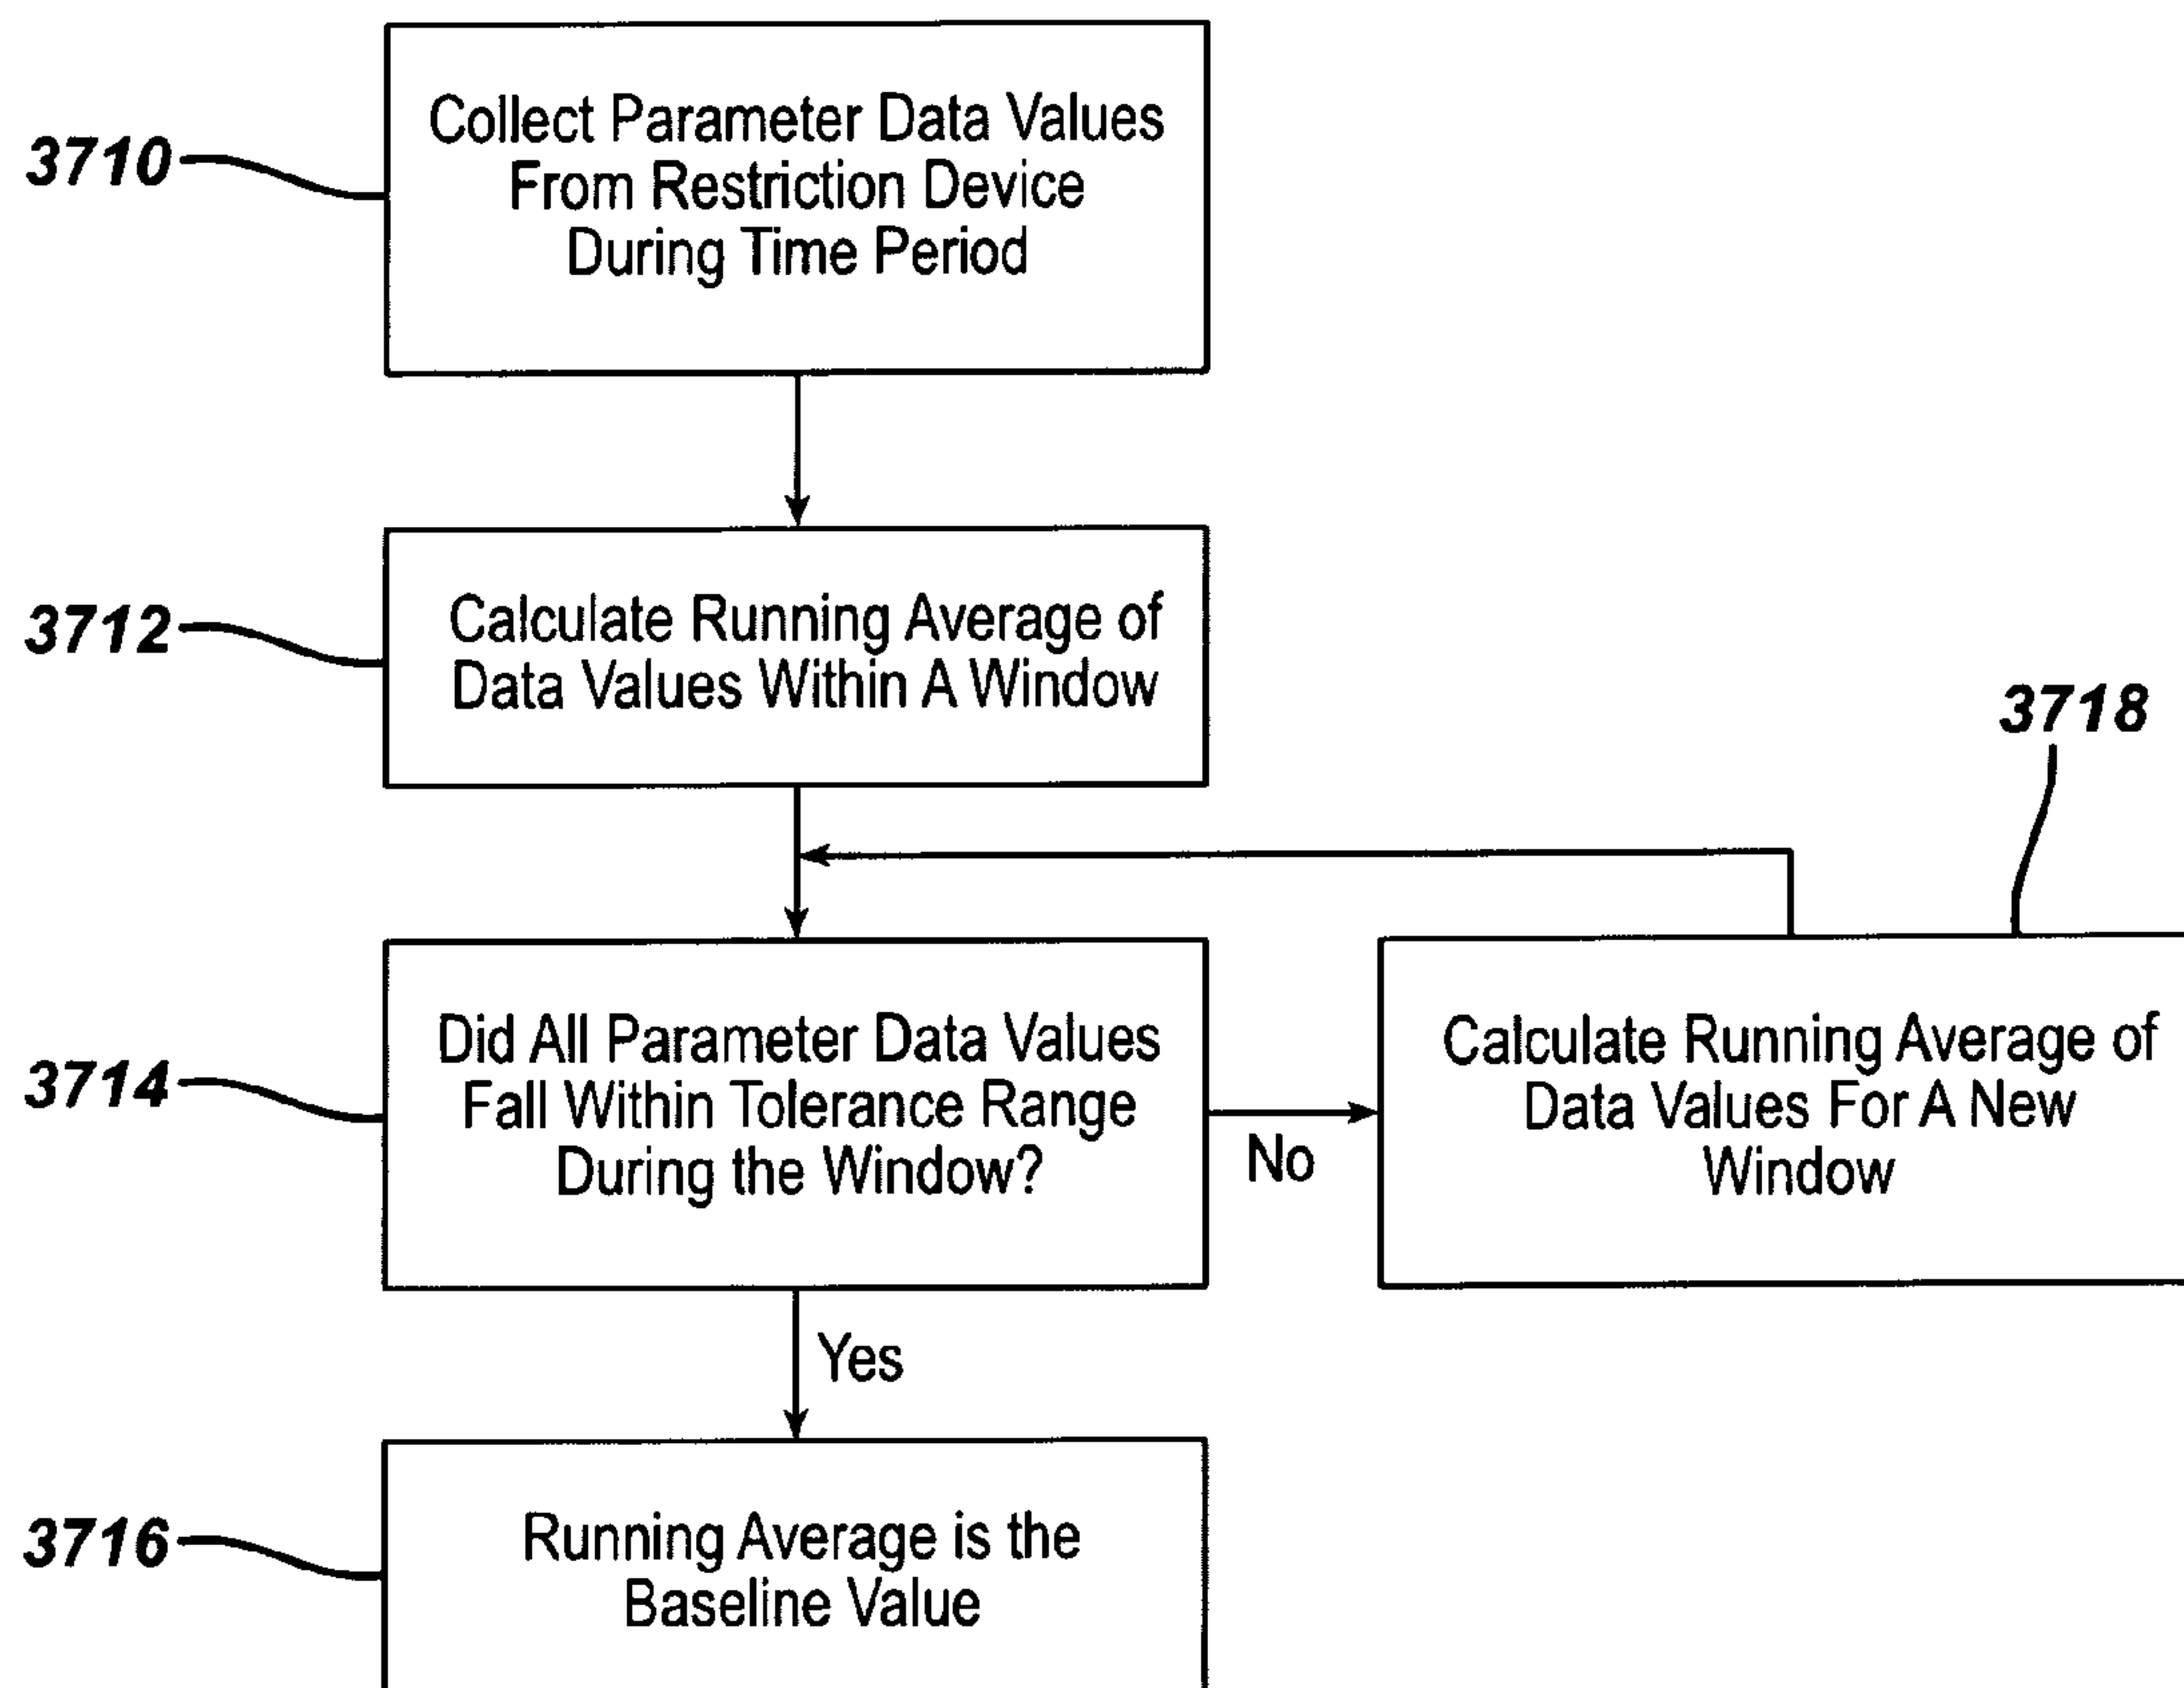 3710
Collect Parameter Data Values
From Restriction Device
During Time Period
3712
Calculate Running Average of
Data Values Within A Window
3718
3714
Did All Parameter Data Values
Fall Within Tolerance Range
During the Window?
No
Calculate Running Average of
Data Values For A New
Window
Yes
3716
Running Average is the
Baseline Value